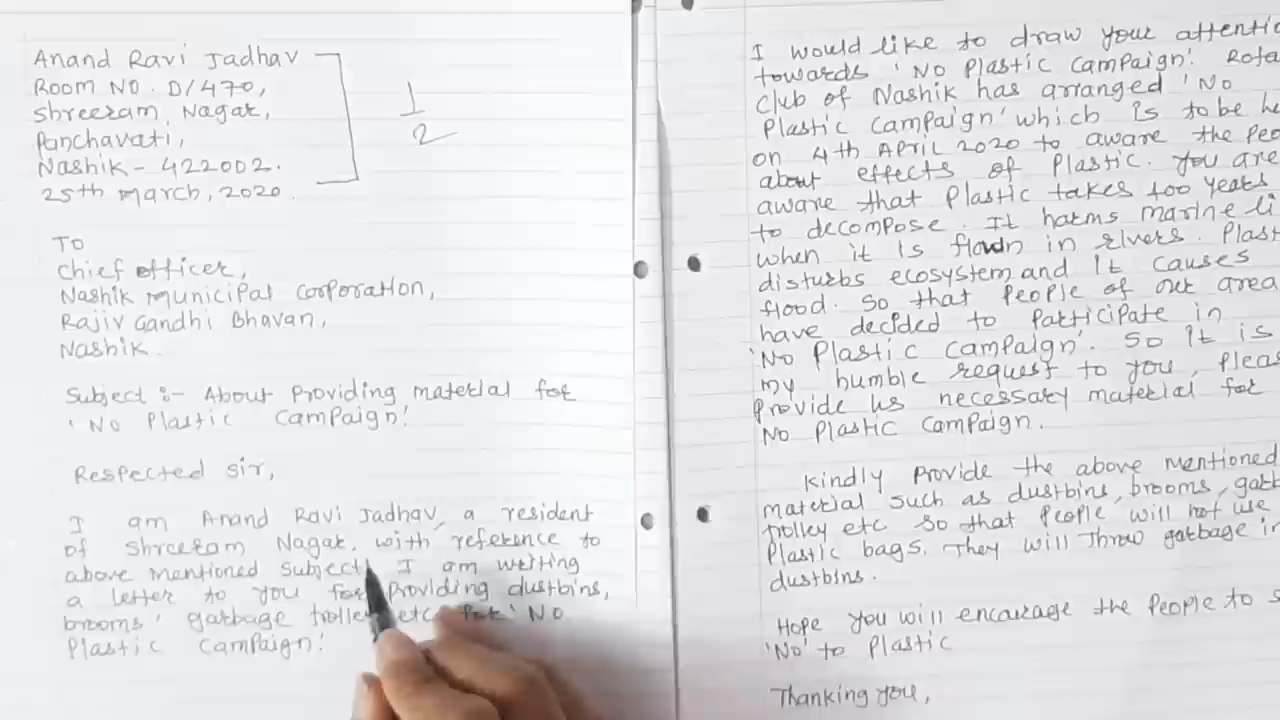 Anand Ravi Jadhav
Room No. D/470,
Shreeram Nagar,
Panchavati,
Nashik - 422002.
25th March, 2020.
1
2
To
Chief officer,
Nashik Municipal Corporation,
Rajiv Gandhi Bhavan,
Nashik.
Subject :- About Providing material for
'No Plastic Campaign'.
Respected Sir,
I am Anand Ravi Jadhav, a resident
of Shreeram Nagar, with reference to
above mentioned subject, I am writing
a letter to you for providing dustbins,
brooms, garbage trolley etc for 'No
Plastic Campaign'.
I would like to draw your
towards 'No Plastic Campaign'.
Club of Nashik has arranged 'No
Plastic Campaign' which is to be
on 4th April 2020 to aware the
about effects of Plastic. You are
aware that Plastic takes 400 years
to decompose. It harms marine
when it is flown in rivers.
disturbs ecosystem and it causes
flood. So that People of our area
have decided to Participate in
'No Plastic Campaign'. So it is
my humble request to you,
Provide us necessary material for
No Plastic Campaign.
Kindly Provide the above mentioned
material such as dustbins, brooms,
trolley etc so that People will not use
Plastic bags. They will throw garbage
dustbins.
Hope you will encourage the People to
'No' to Plastic
Thanking you,